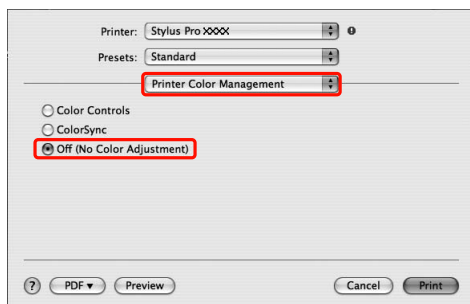 Printer: Stylus Pro XXXX
Presets: Standard
Printer Color Management
Color Controls
ColorSync
Off (No Color Adjustment)
? PDF ▼ Preview Cancel Print